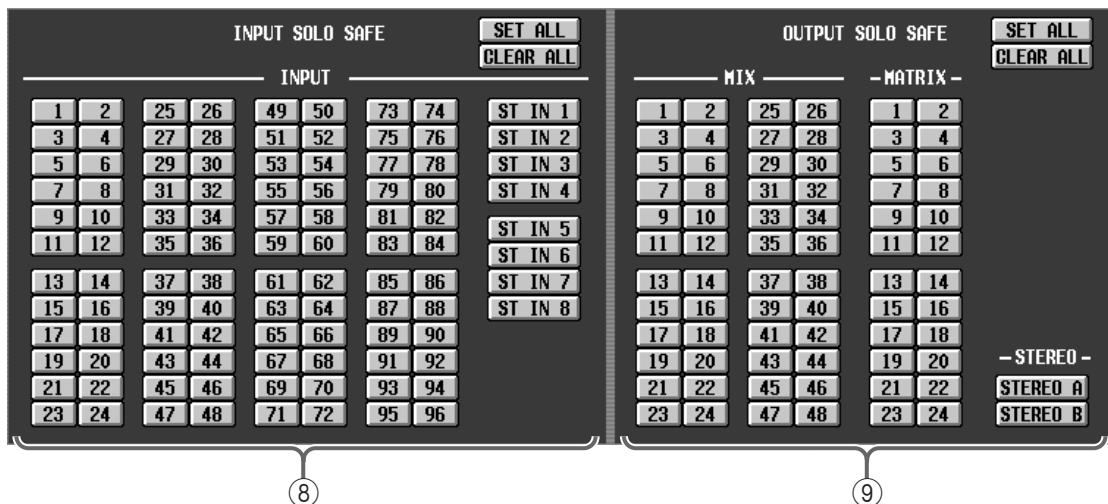 INPUT SOLO SAFE SET ALL
CLEAR ALL
INPUT
1 2 25 26 49 50 73 74 ST IN 1
3 4 27 28 51 52 75 76 ST IN 2
5 6 29 30 53 54 77 78 ST IN 3
7 8 31 32 55 56 79 80 ST IN 4
9 10 33 34 57 58 81 82 ST IN 5
11 12 35 36 59 60 83 84 ST IN 6
13 14 37 38 61 62 85 86 ST IN 7
15 16 39 40 63 64 87 88 ST IN 8
17 18 41 42 65 66 89 90
19 20 43 44 67 68 91 92
21 22 45 46 69 70 93 94
23 24 47 48 71 72 95 96
⑧
OUTPUT SOLO SAFE SET ALL
CLEAR ALL
MIX -MATRIX-
1 2 25 26 1 2
3 4 27 28 3 4
5 6 29 30 5 6
7 8 31 32 7 8
9 10 33 34 9 10
11 12 35 36 11 12
13 14 37 38 13 14
15 16 39 40 15 16
17 18 41 42 17 18
19 20 43 44 19 20 -STEREO-
21 22 45 46 21 22 STEREO A
23 24 47 48 23 24 STEREO B
⑨